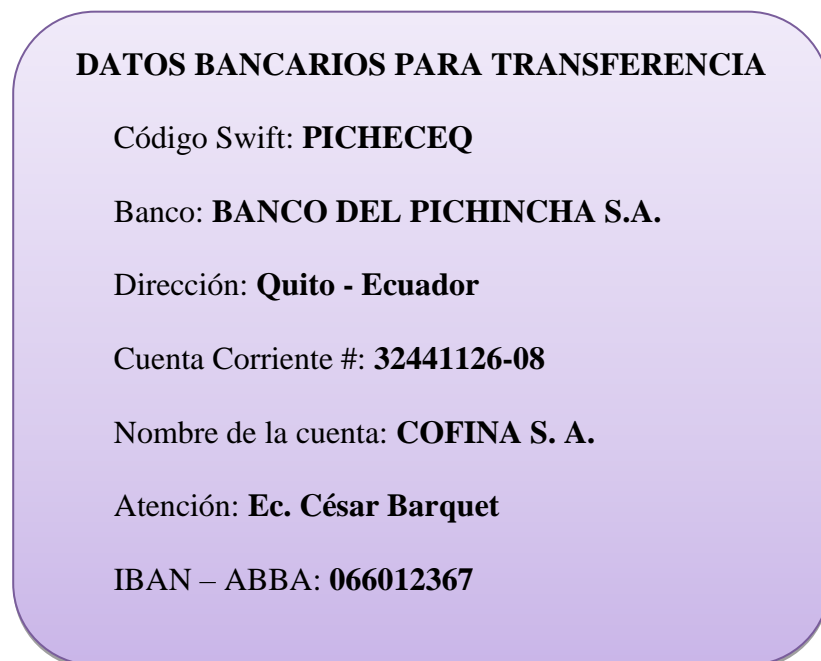 DATOS BANCARIOS PARA TRANSFERENCIA
Código Swift: PICHECEQ
Banco: BANCO DEL PICHINCHA S.A.
Dirección: Quito - Ecuador
Cuenta Corriente #: 32441126-08
Nombre de la cuenta: COFINA S. A.
Atención: Ec. César Barquet
IBAN – ABBA: 066012367